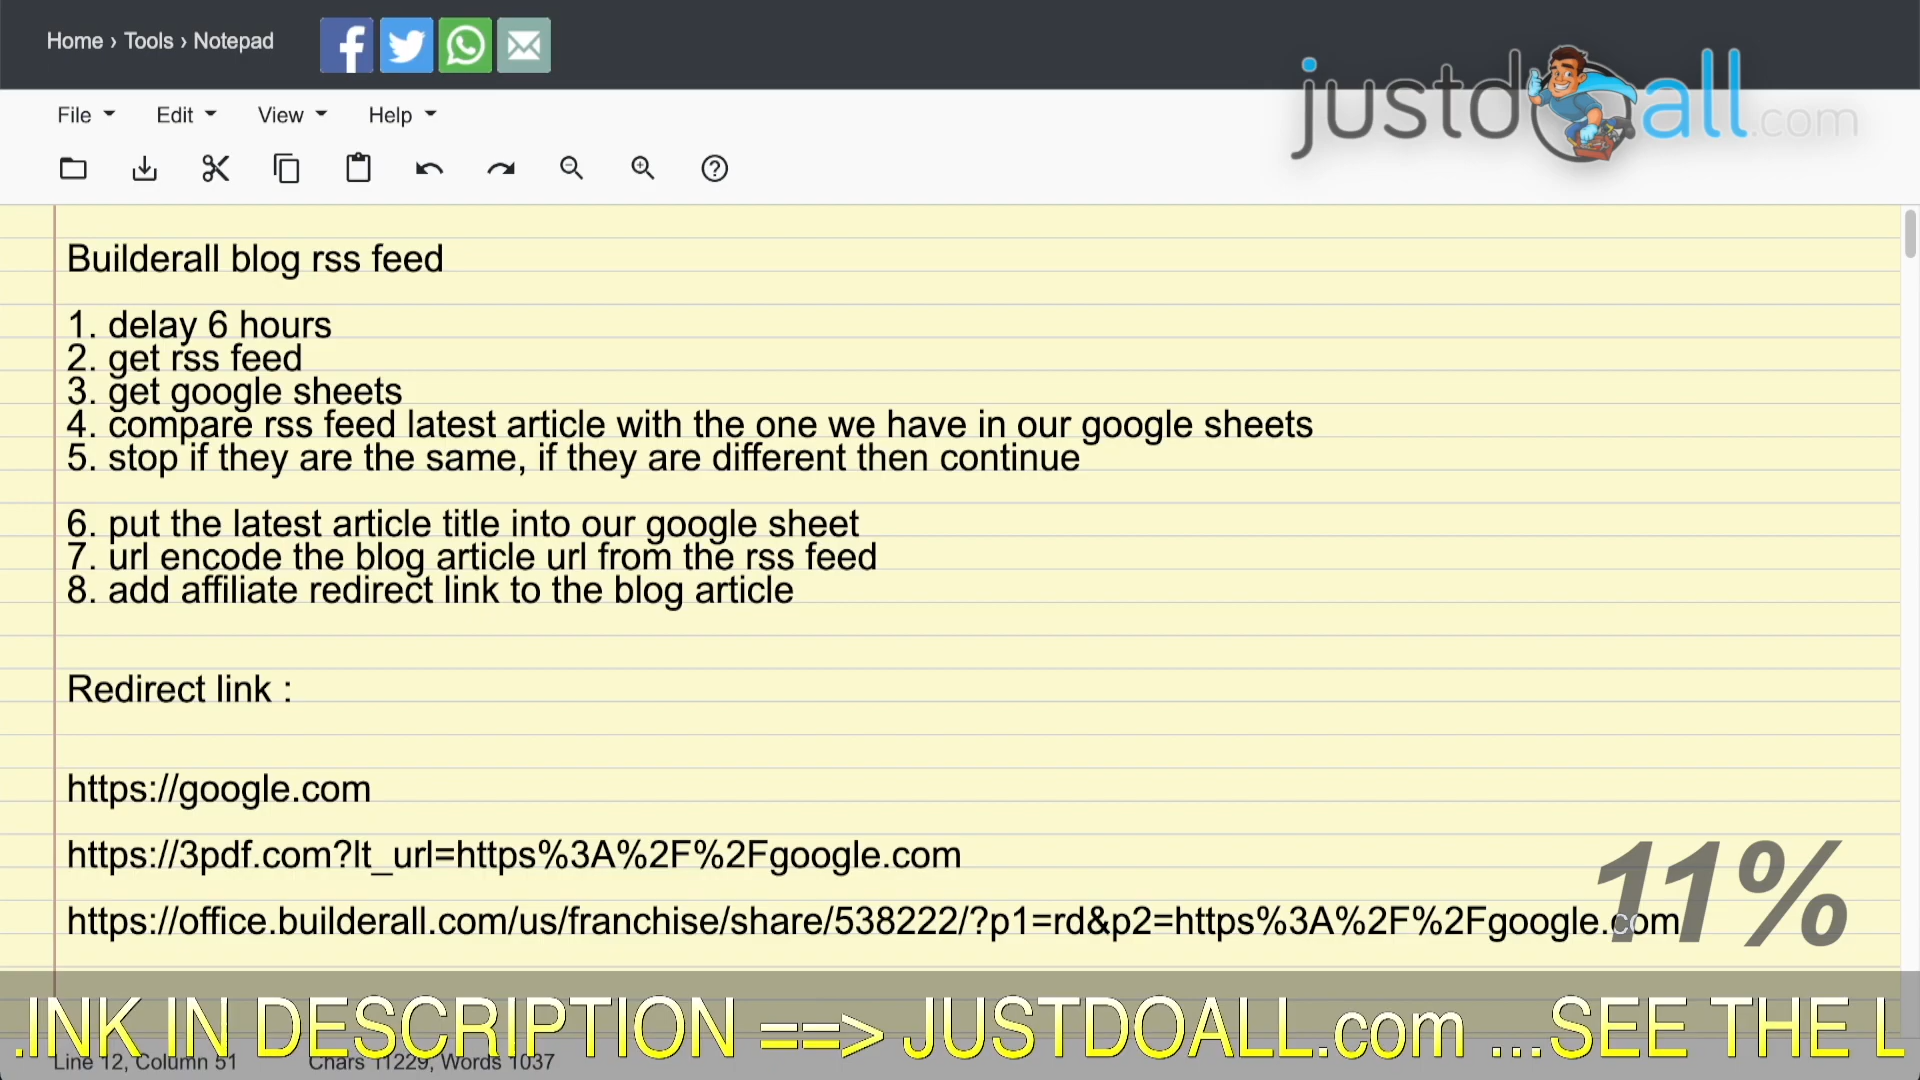 Home › Tools › Notepad
justdoall.com
File Edit View Help
Builderall blog rss feed
1. delay 6 hours
2. get rss feed
3. get google sheets
4. compare rss feed latest article with the one we have in our google sheets
5. stop if they are the same, if they are different then continue
6. put the latest article title into our google sheet
7. url encode the blog article url from the rss feed
8. add affiliate redirect link to the blog article
Redirect link :
https://google.com
https://3pdf.com?lt_url=https%3A%2F%2Fgoogle.com
https://office.builderall.com/us/franchise/share/538222/?p1=rd&p2=https%3A%2F%2Fgoogle.com
11%
INK IN DESCRIPTION ==> JUSTDOALL.com ...SEE THE L
Line 12, Column 51 Chars 11229, Words 1037